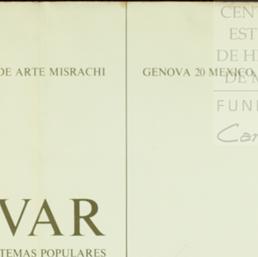 DE ARTE MISRACHI
GENOVA 20 MEXICO,
VAR
TEMAS POPULARES
CEN
EST
DE H
DE M
FUN
Car